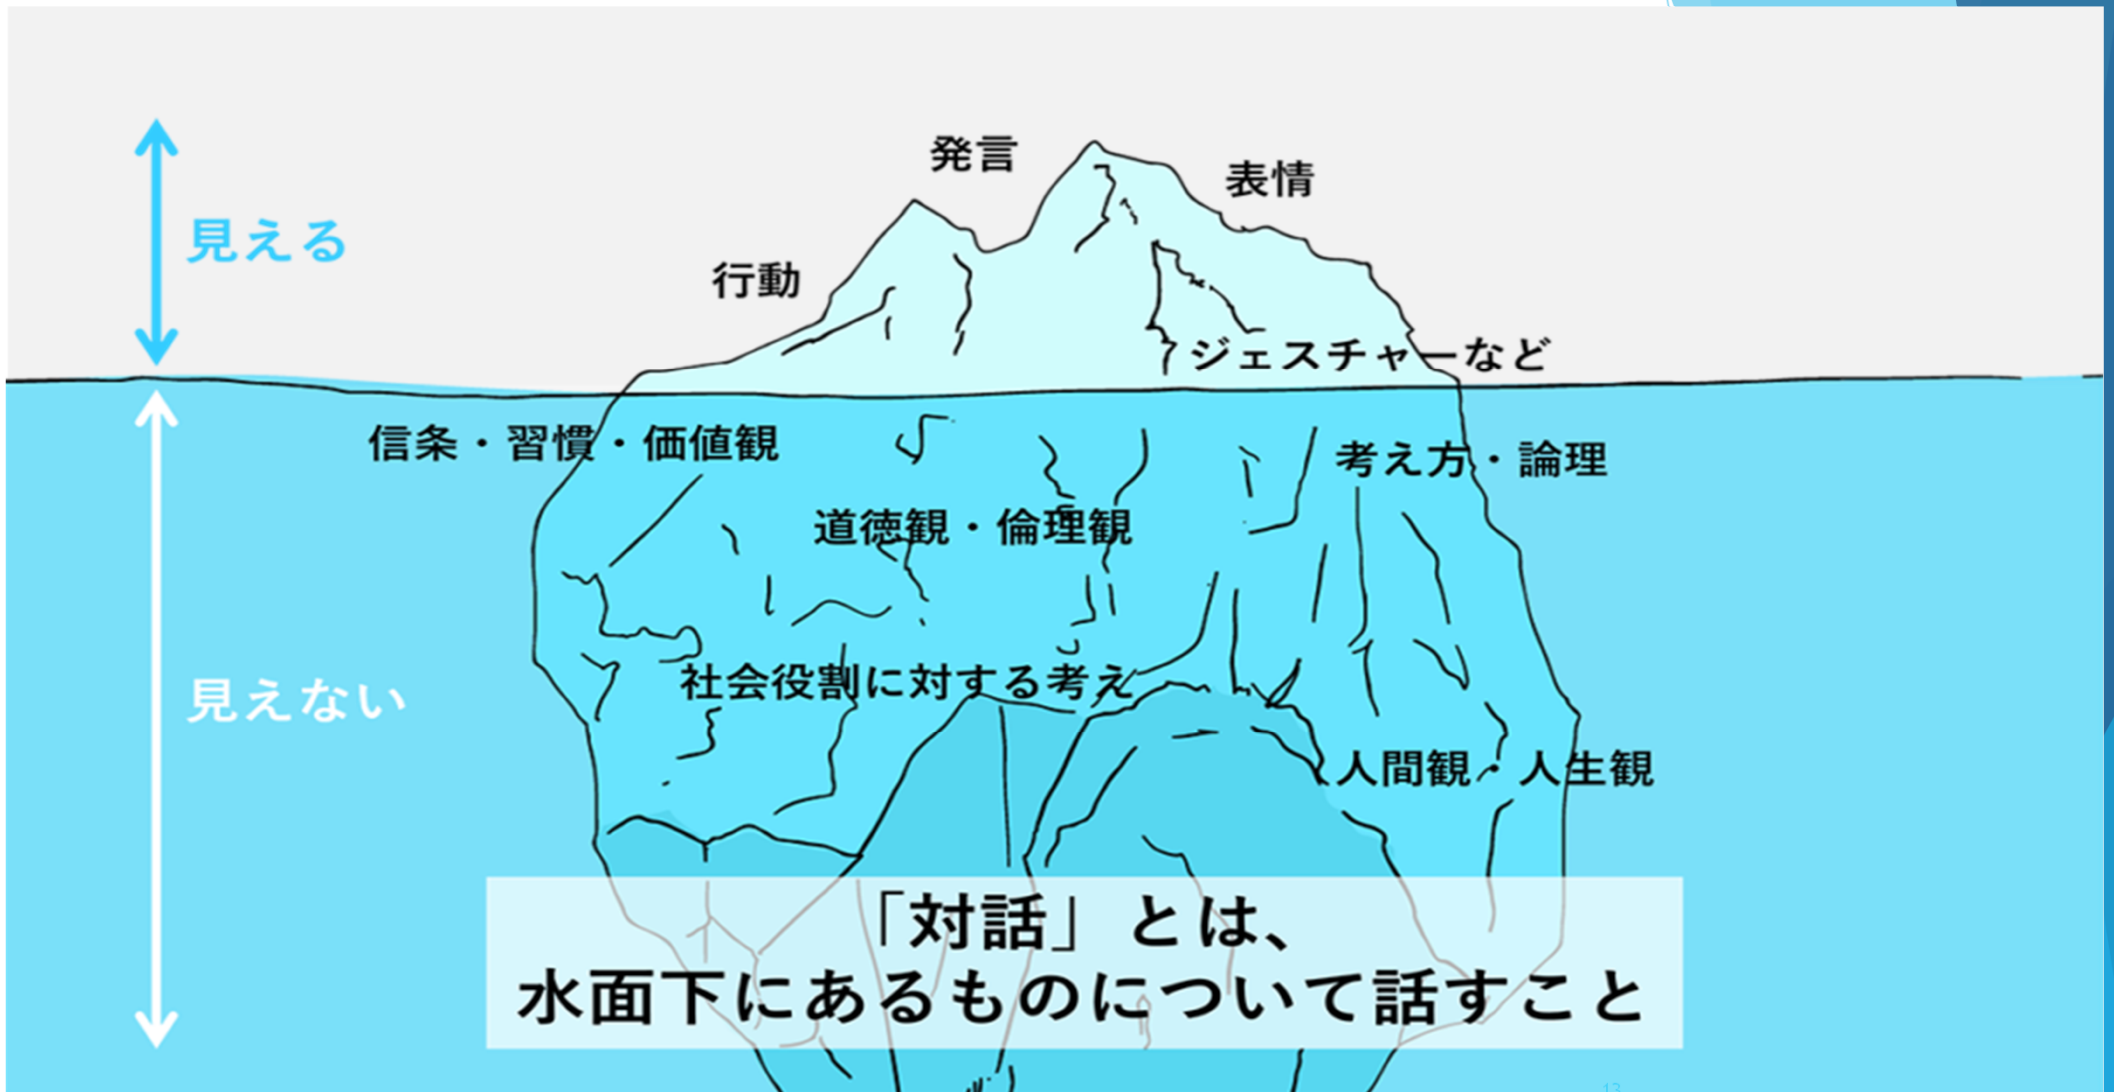 発言
表情
見える
行動
ジェスチャーなど
信条・習慣・価値観
考え方・論理
道徳観・倫理観
社会役割に対する考え
見えない
人間観・人生観
「対話」とは、
水面下にあるものについて話すこと
13